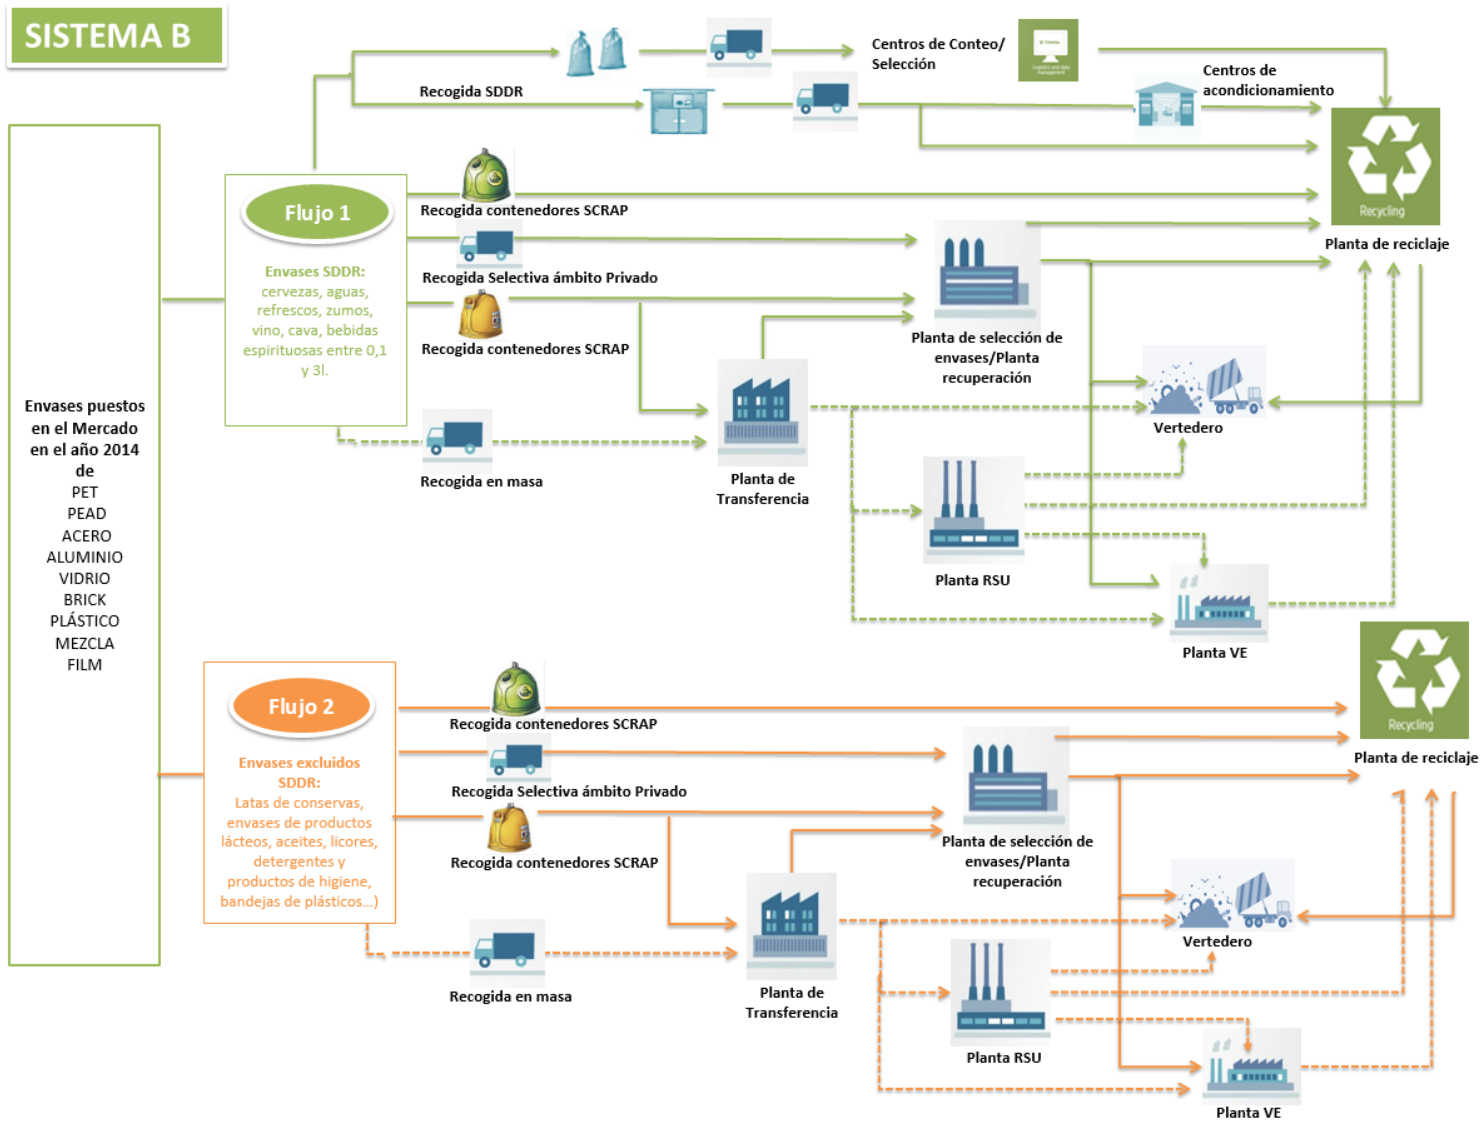 SISTEMA B
Centros de Conteo/
Selección
Logistics and data
management
Recogida SDDR
Centros de
acondicionamiento
Recycling
Planta de reciclaje
Flujo 1
Envases SDDR:
cervezas, aguas,
refrescos, zumos,
vino, cava, bebidas
espirituosas entre 0,1
y 3l.
Recogida contenedores SCRAP
Recogida Selectiva ámbito Privado
Recogida contenedores SCRAP
Planta de selección de
envases/Planta
recuperación
Recogida en masa
Planta de
Transferencia
Vertedero
Planta RSU
Planta VE
Envases puestos
en el Mercado
en el año 2014
de
PET
PEAD
ACERO
ALUMINIO
VIDRIO
BRICK
PLÁSTICO
MEZCLA
FILM
Flujo 2
Envases excluidos
SDDR:
Latas de conservas,
envases de productos
lácteos, aceites, licores,
detergentes y
productos de higiene,
bandejas de plásticos...)
Recogida contenedores SCRAP
Recogida Selectiva ámbito Privado
Recogida contenedores SCRAP
Recycling
Planta de reciclaje
Planta de selección de
envases/Planta
recuperación
Recogida en masa
Planta de
Transferencia
Vertedero
Planta RSU
Planta VE